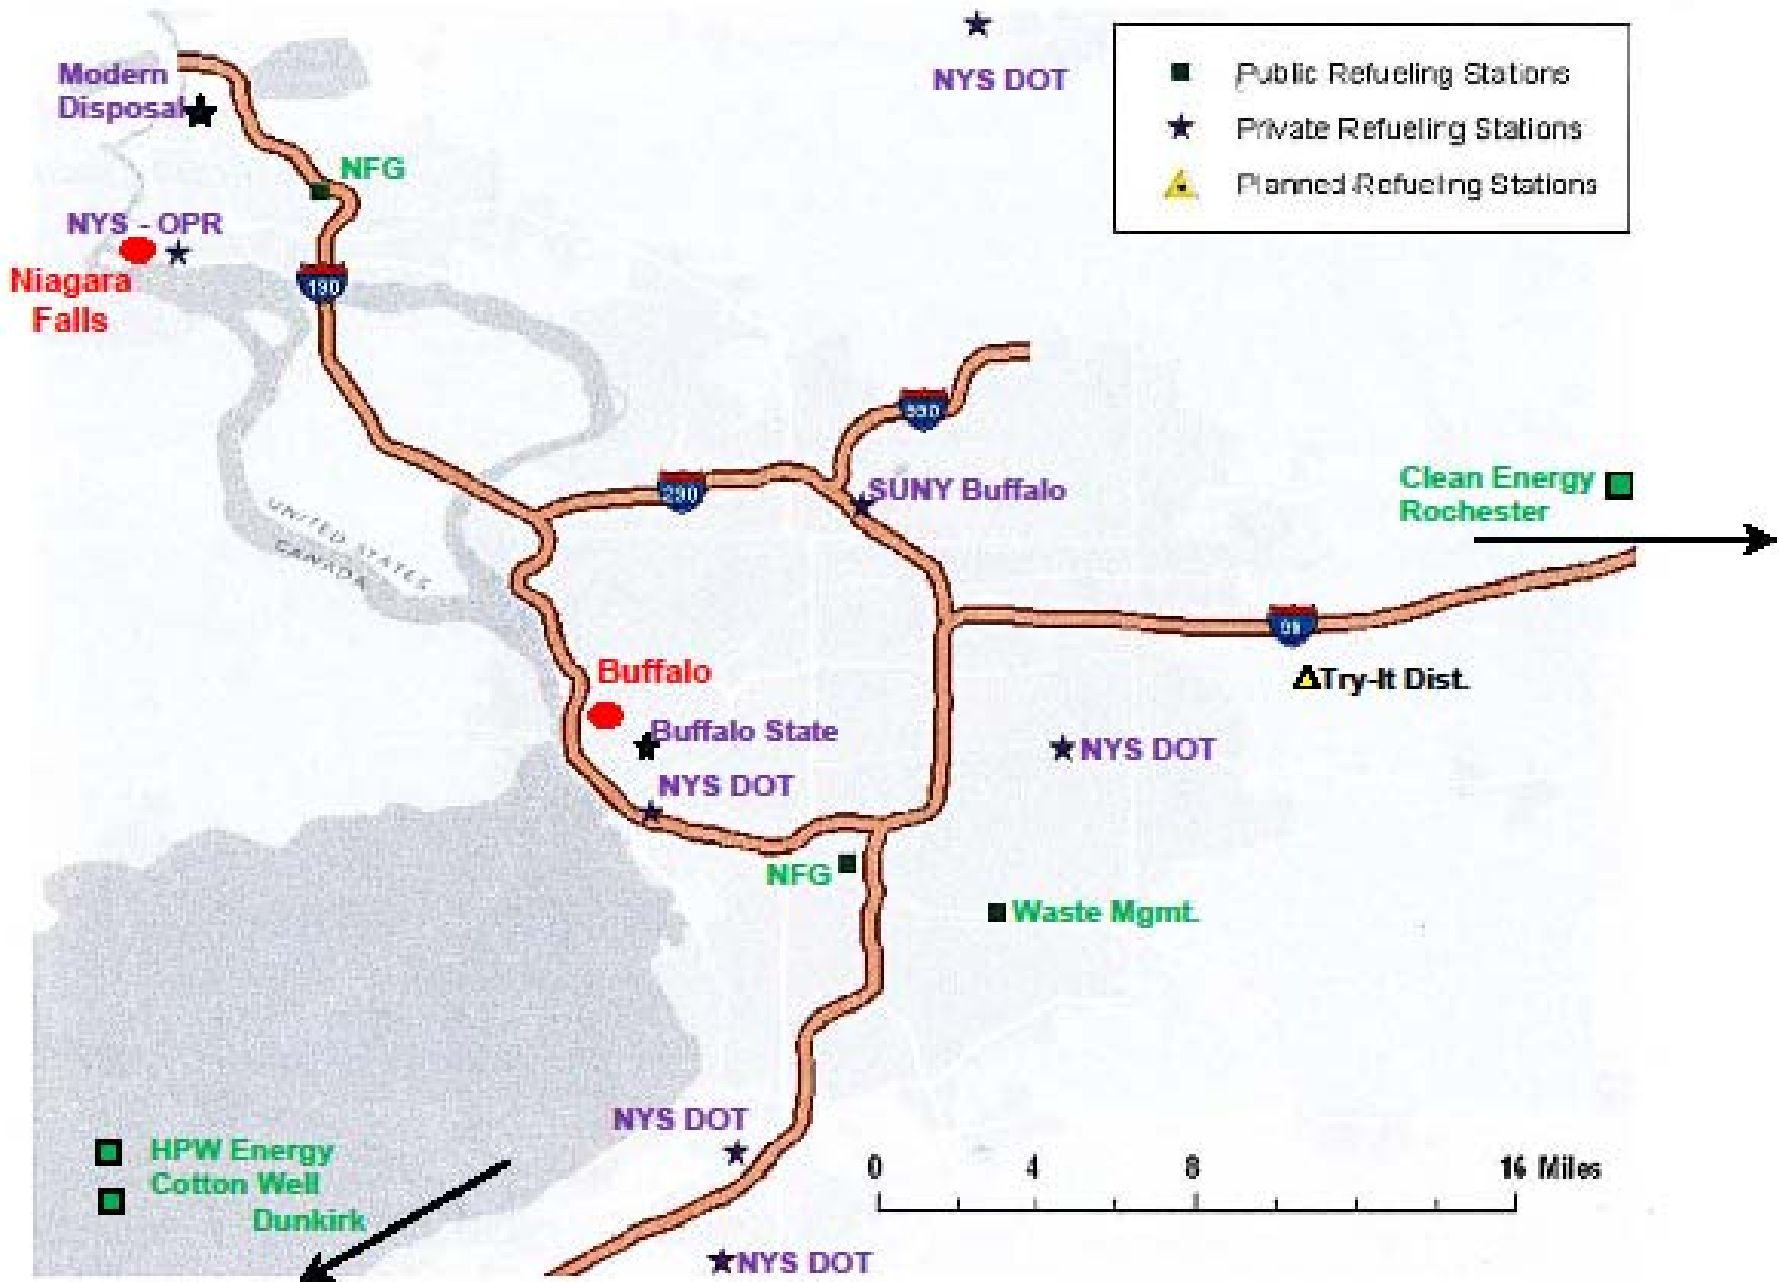 NYS DOT
Modern
Disposal
Public Refueling Stations
Private Refueling Stations
Planned Refueling Stations
NFG
NYS - OPR
Niagara
Falls
190
290
SUNY Buffalo
Clean Energy
Rochester
UNITED STATES
CANADA
Buffalo
Try-It Dist.
Buffalo State
NYS DOT
NYS DOT
NFG
Waste Mgmt.
NYS DOT
HPW Energy
Cotton Well
Dunkirk
0 4 8 16 Miles
NYS DOT